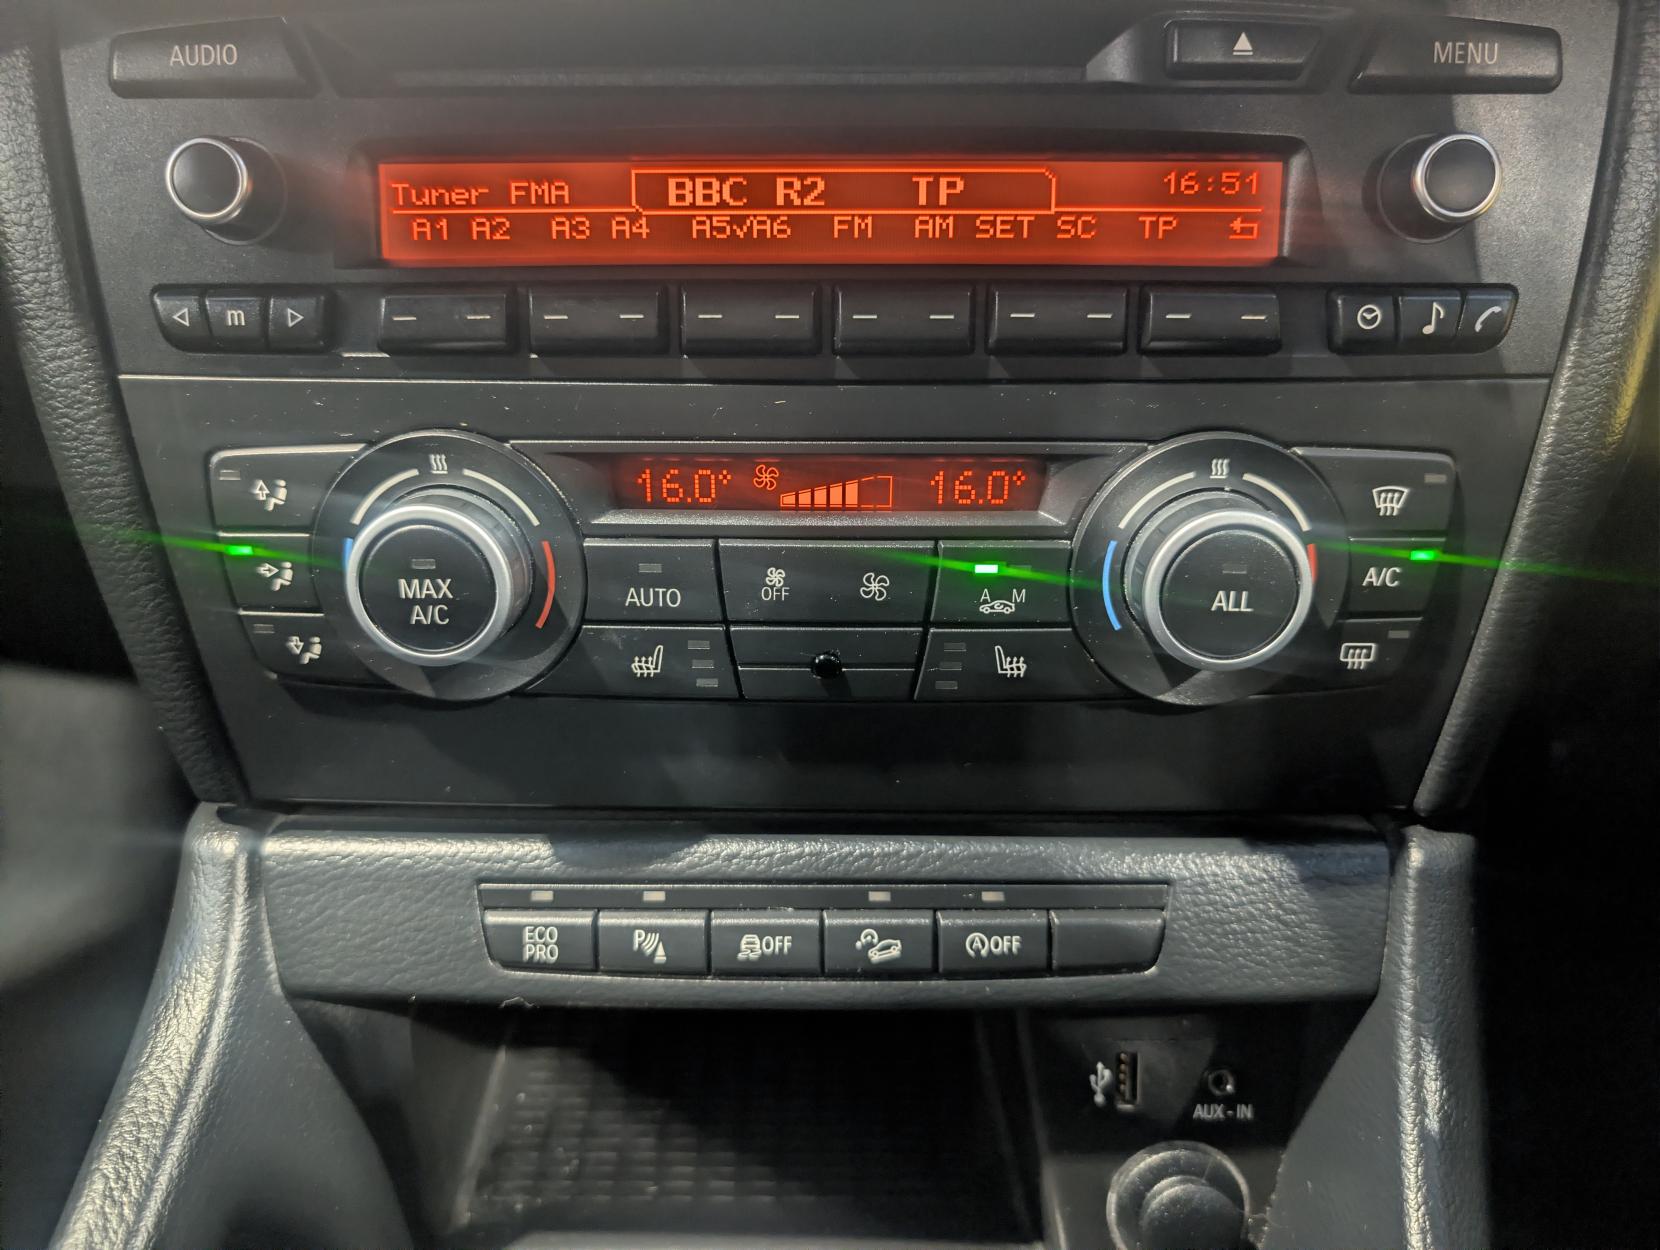 AUDIO
MENU
Tuner FMA BBC R2 TP 16:51
A1 A2 A3 A4 A5vA6 FM AM SET SC TP
m
16.0° 16.0°
MAX
A/C
AUTO
OFF
A M
ALL
A/C
ECO
PRO
P
OFF
A OFF
AUX-IN